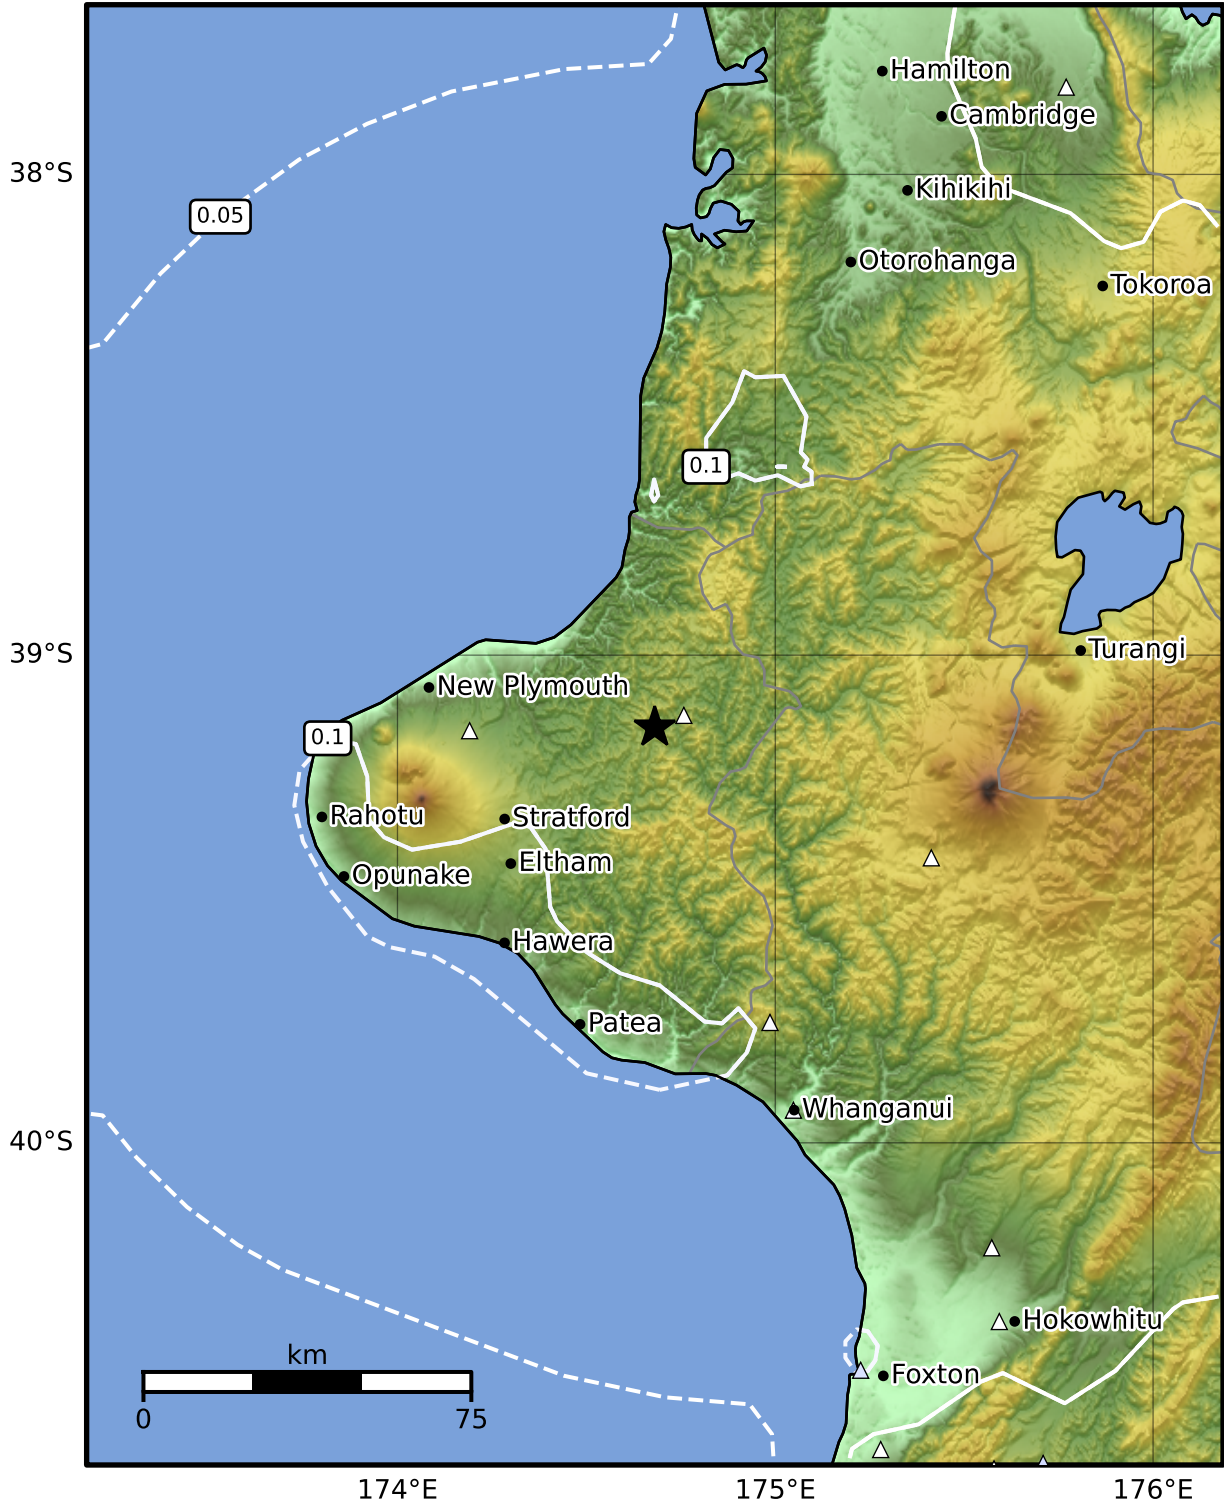 Hamilton
Cambridge
38°S
Kihikihi
0.05
Otorohanga
Tokoroa
0.1
39°S
Turangi
New Plymouth
0.1
Rahotu
Stratford
Eltham
Opunake
Hawera
Patea
Whanganui
40°S
Hokowhitu
km
Foxton
0
75
174°E
175°E
176°E